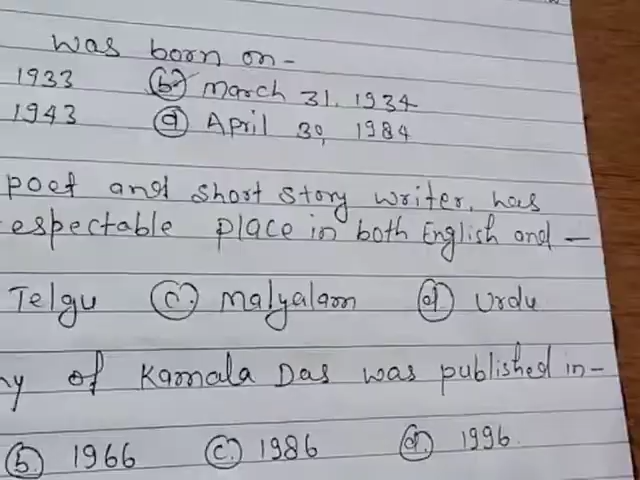 was born on-
1933 (b) March 31, 1934
1943 (d) April 30, 1984
poet and short story writer, has
espectable place in both English and -
Telgu (c) Malyalam (d) Urdu
ny of Kamala Das was published in-
(b) 1966 (c) 1986 (d) 1996